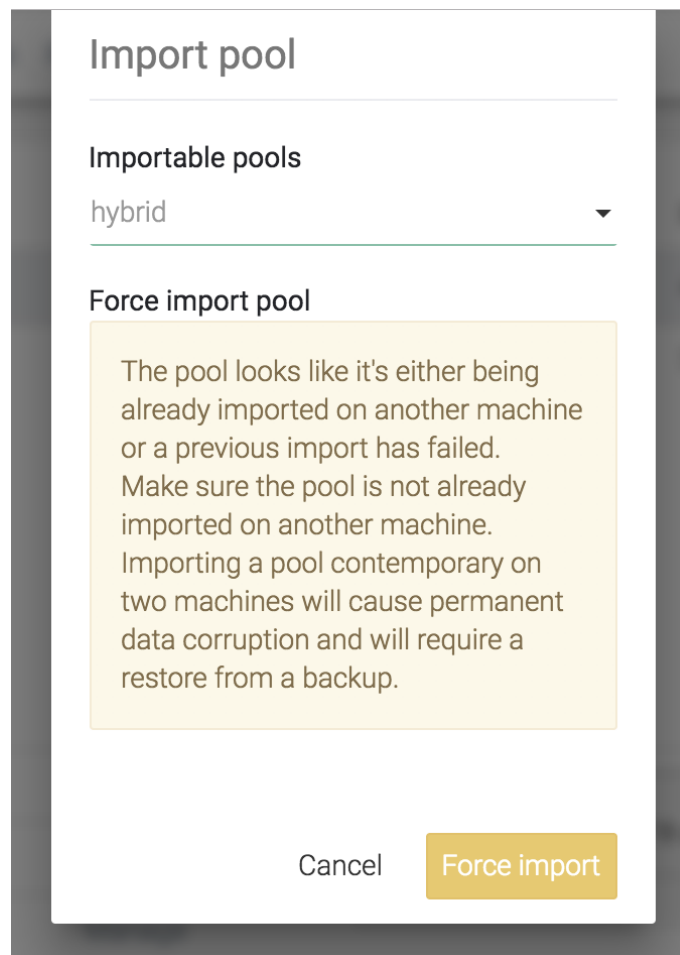 Import pool
Importable pools
hybrid
Force import pool
The pool looks like it's either being
already imported on another machine
or a previous import has failed.
Make sure the pool is not already
imported on another machine.
Importing a pool contemporary on
two machines will cause permanent
data corruption and will require a
restore from a backup.
Cancel
Force import